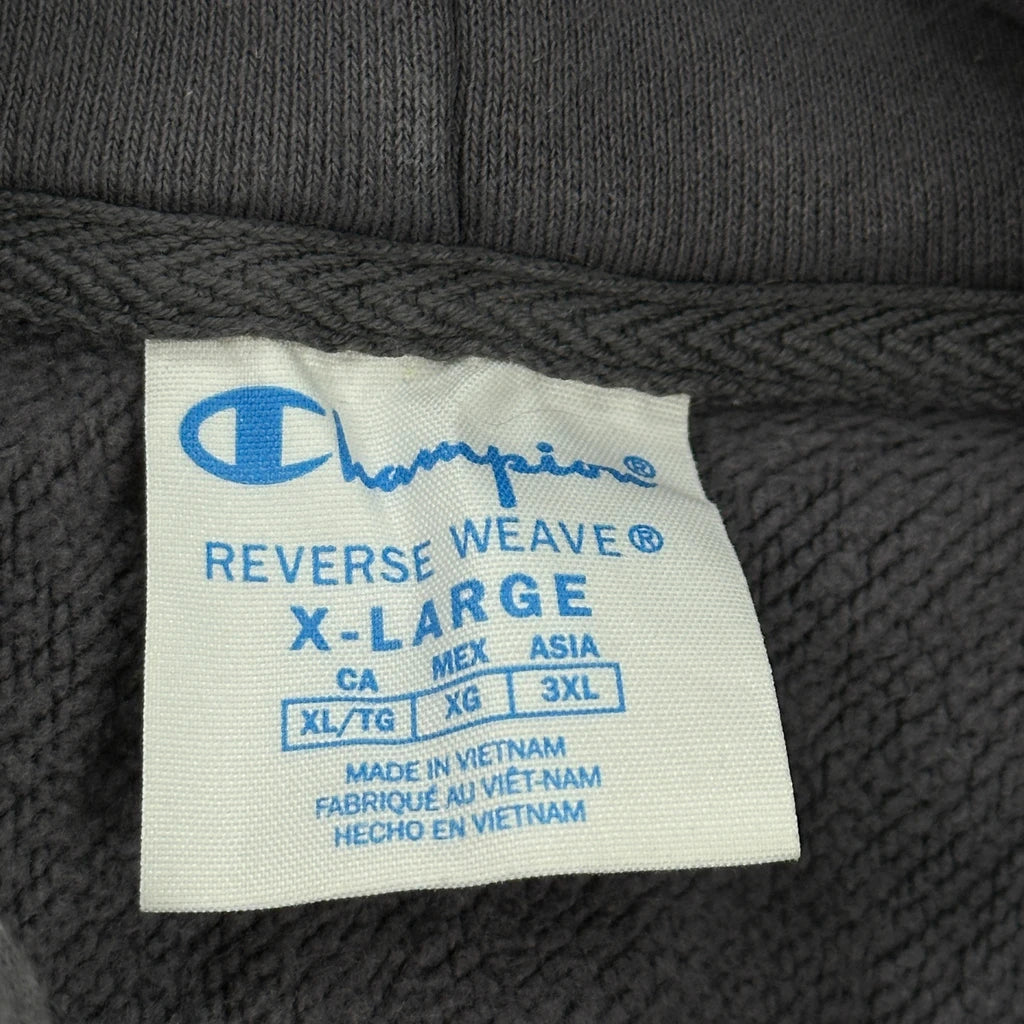 Champion®
REVERSE WEAVE®
X-LARGE
CA MEX ASIA
XL/TG XG 3XL
MADE IN VIETNAM
FABRIQUÉ AU VIÊT-NAM
HECHO EN VIETNAM